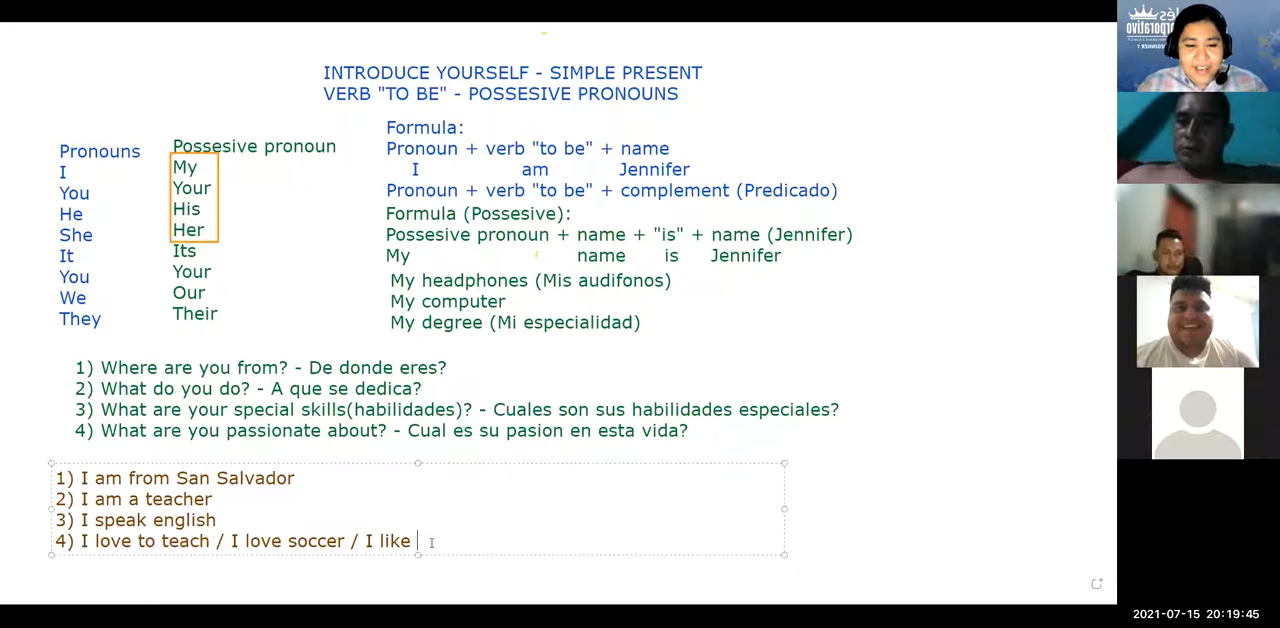 INTRODUCE YOURSELF - SIMPLE PRESENT
VERB "TO BE" - POSSESIVE PRONOUNS
Pronouns
I
You
He
She
It
You
We
They
Possesive pronoun
My
Your
His
Her
Its
Your
Our
Their
Formula:
Pronoun + verb "to be" + name
I am Jennifer
Pronoun + verb "to be" + complement (Predicado)
Formula (Possesive):
Possesive pronoun + name + "is" + name (Jennifer)
My name is Jennifer
My headphones (Mis audifonos)
My computer
My degree (Mi especialidad)
1) Where are you from? - De donde eres?
2) What do you do? - A que se dedica?
3) What are your special skills(habilidades)? - Cuales son sus habilidades especiales?
4) What are you passionate about? - Cual es su pasion en esta vida?
1) I am from San Salvador
2) I am a teacher
3) I speak english
4) I love to teach / I love soccer / I like
2021-07-15 20:19:45